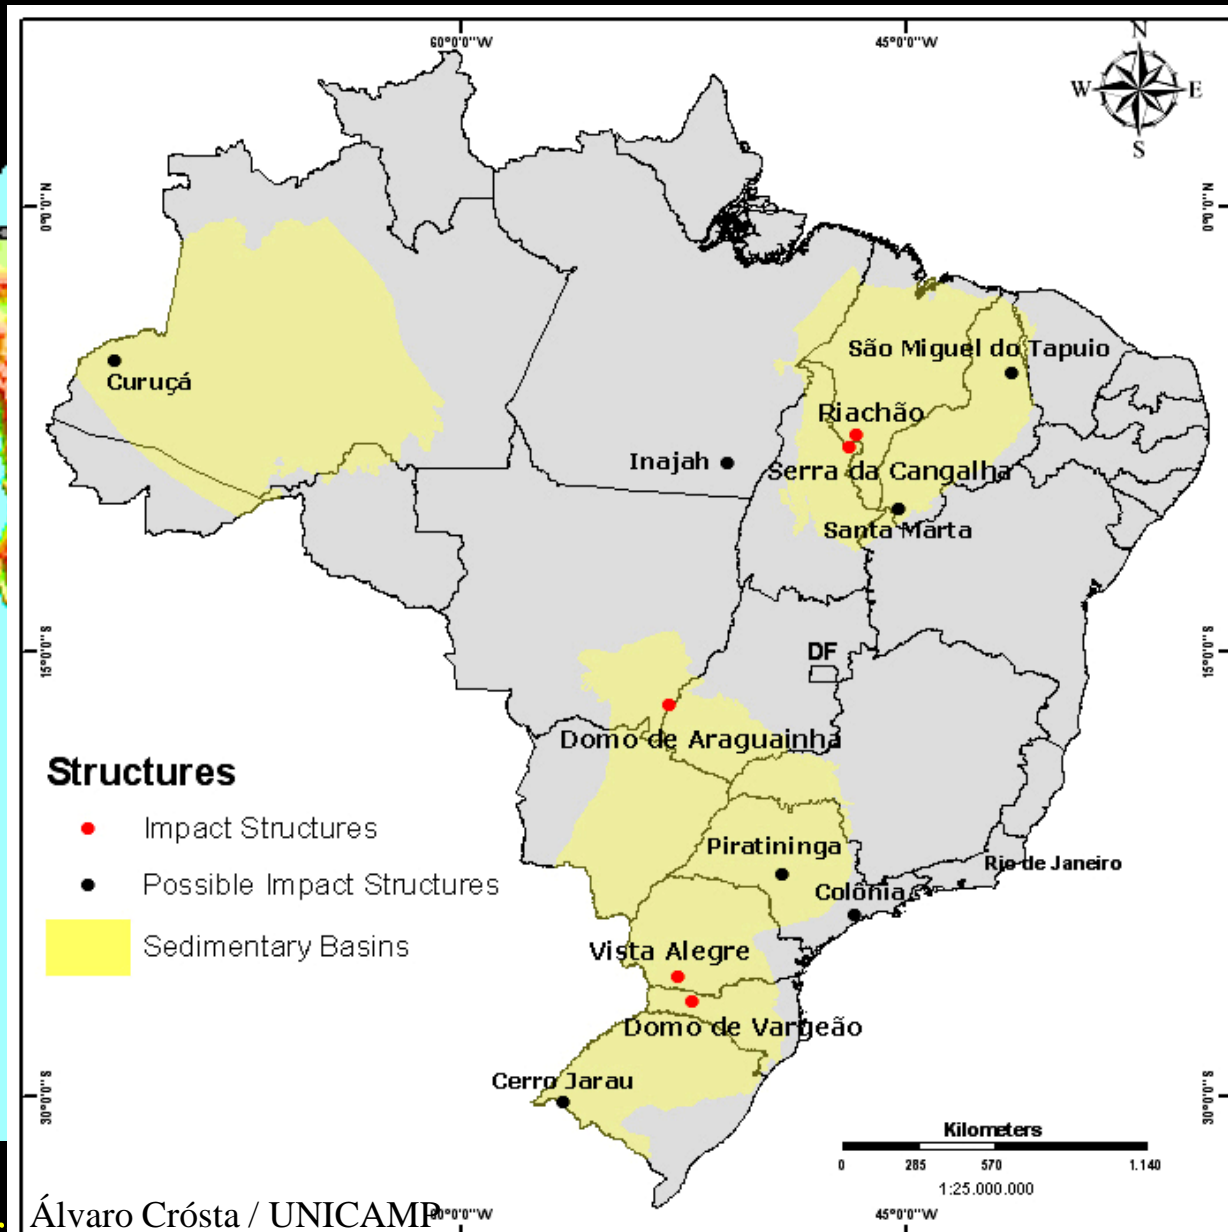 60°0'0"W
45°0'0"W
N
W
E
S
0°0'0"N
0°0'0"N
São Miguel do Tapuio
Curuçá
Riachão
Inajah
Serra da Cangalha
Santa Marta
15°0'0"S
15°0'0"S
DF
Domo de Araguainha
Structures
Impact Structures
Possible Impact Structures
Sedimentary Basins
Piratininga
Rio de Janeiro
Colônia
Vista Alegre
Domo de Vargeão
Cerro Jarau
30°0'0"S
30°0'0"S
Kilometers
0 285 570 1.140
1:25.000.000
Álvaro Crósta / UNICAMP
60°0'0"W
45°0'0"W